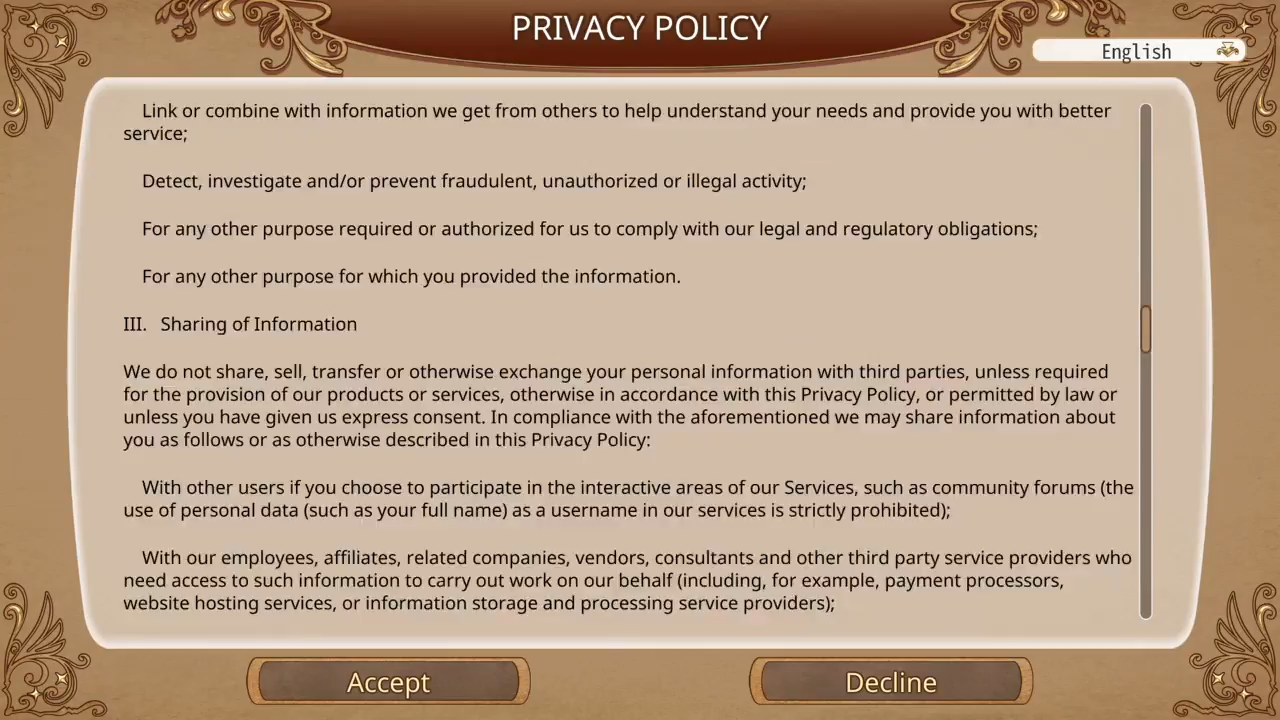 PRIVACY POLICY
English
Link or combine with information we get from others to help understand your needs and provide you with better
service;
Detect, investigate and/or prevent fraudulent, unauthorized or illegal activity;
For any other purpose required or authorized for us to comply with our legal and regulatory obligations;
For any other purpose for which you provided the information.
III. Sharing of Information
We do not share, sell, transfer or otherwise exchange your personal information with third parties, unless required
for the provision of our products or services, otherwise in accordance with this Privacy Policy, or permitted by law or
unless you have given us express consent. In compliance with the aforementioned we may share information about
you as follows or as otherwise described in this Privacy Policy:
With other users if you choose to participate in the interactive areas of our Services, such as community forums (the
use of personal data (such as your full name) as a username in our services is strictly prohibited);
With our employees, affiliates, related companies, vendors, consultants and other third party service providers who
need access to such information to carry out work on our behalf (including, for example, payment processors,
website hosting services, or information storage and processing service providers);
Accept
Decline